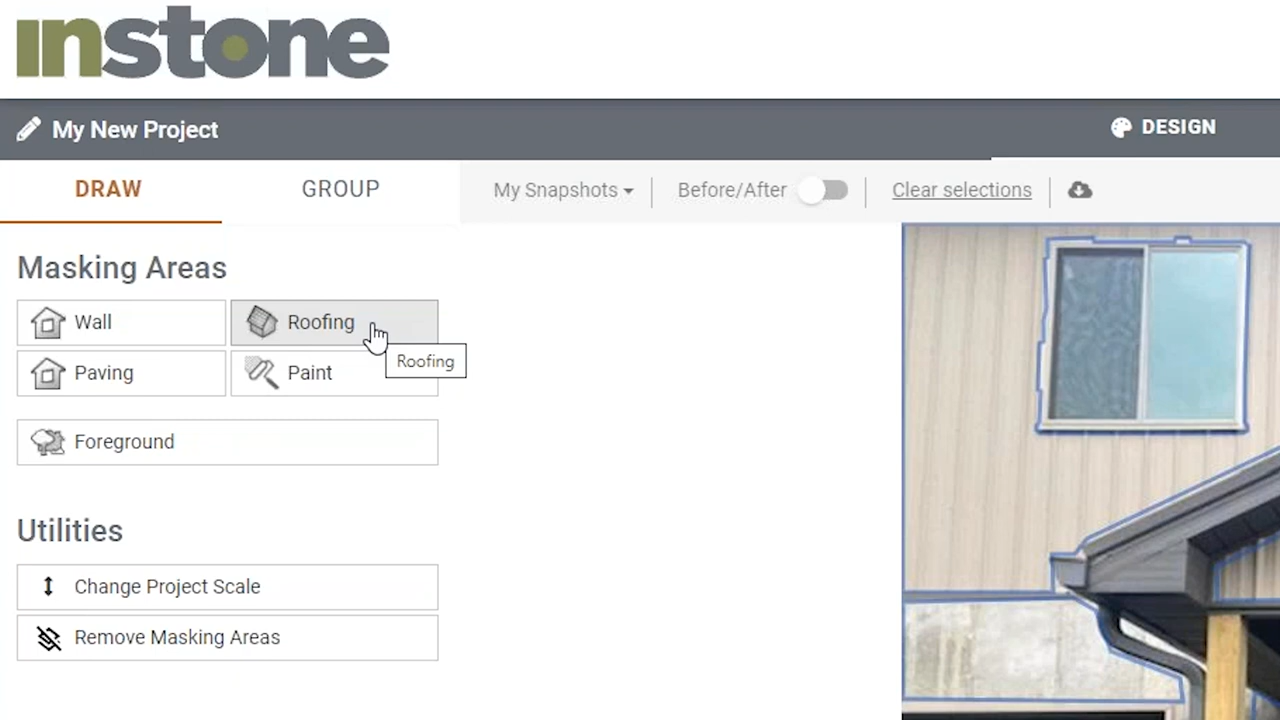 instone
My New Project
DESIGN
DRAW
GROUP
My Snapshots
Before/After
Clear selections
Masking Areas
Wall
Roofing
Roofing
Paving
Paint
Foreground
Utilities
Change Project Scale
Remove Masking Areas